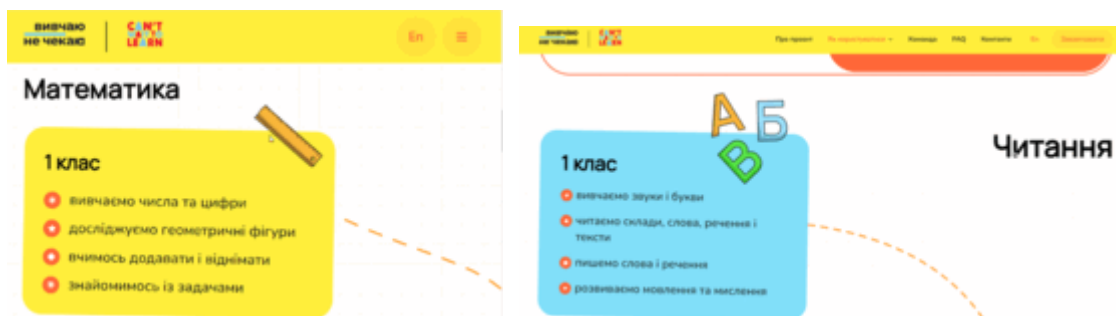 вивчаю
не чекаю
CAN'T
WAIT TO
LEARN
En
Математика
1 клас
вивчаємо числа та цифри
досліджуємо геометричні фігури
вчимось додавати і віднімати
знайомимось із задачами
вивчаю
не чекаю
CAN'T
WAIT TO
LEARN
Про проєкт
Як користуватися
Команда
FAQ
Контакти
En
А Б
В
Читання
1 клас
вивчаємо звуки і букви
читаємо склади, слова, речення і
тексти
пишемо слова і речення
розвиваємо мовлення та мислення